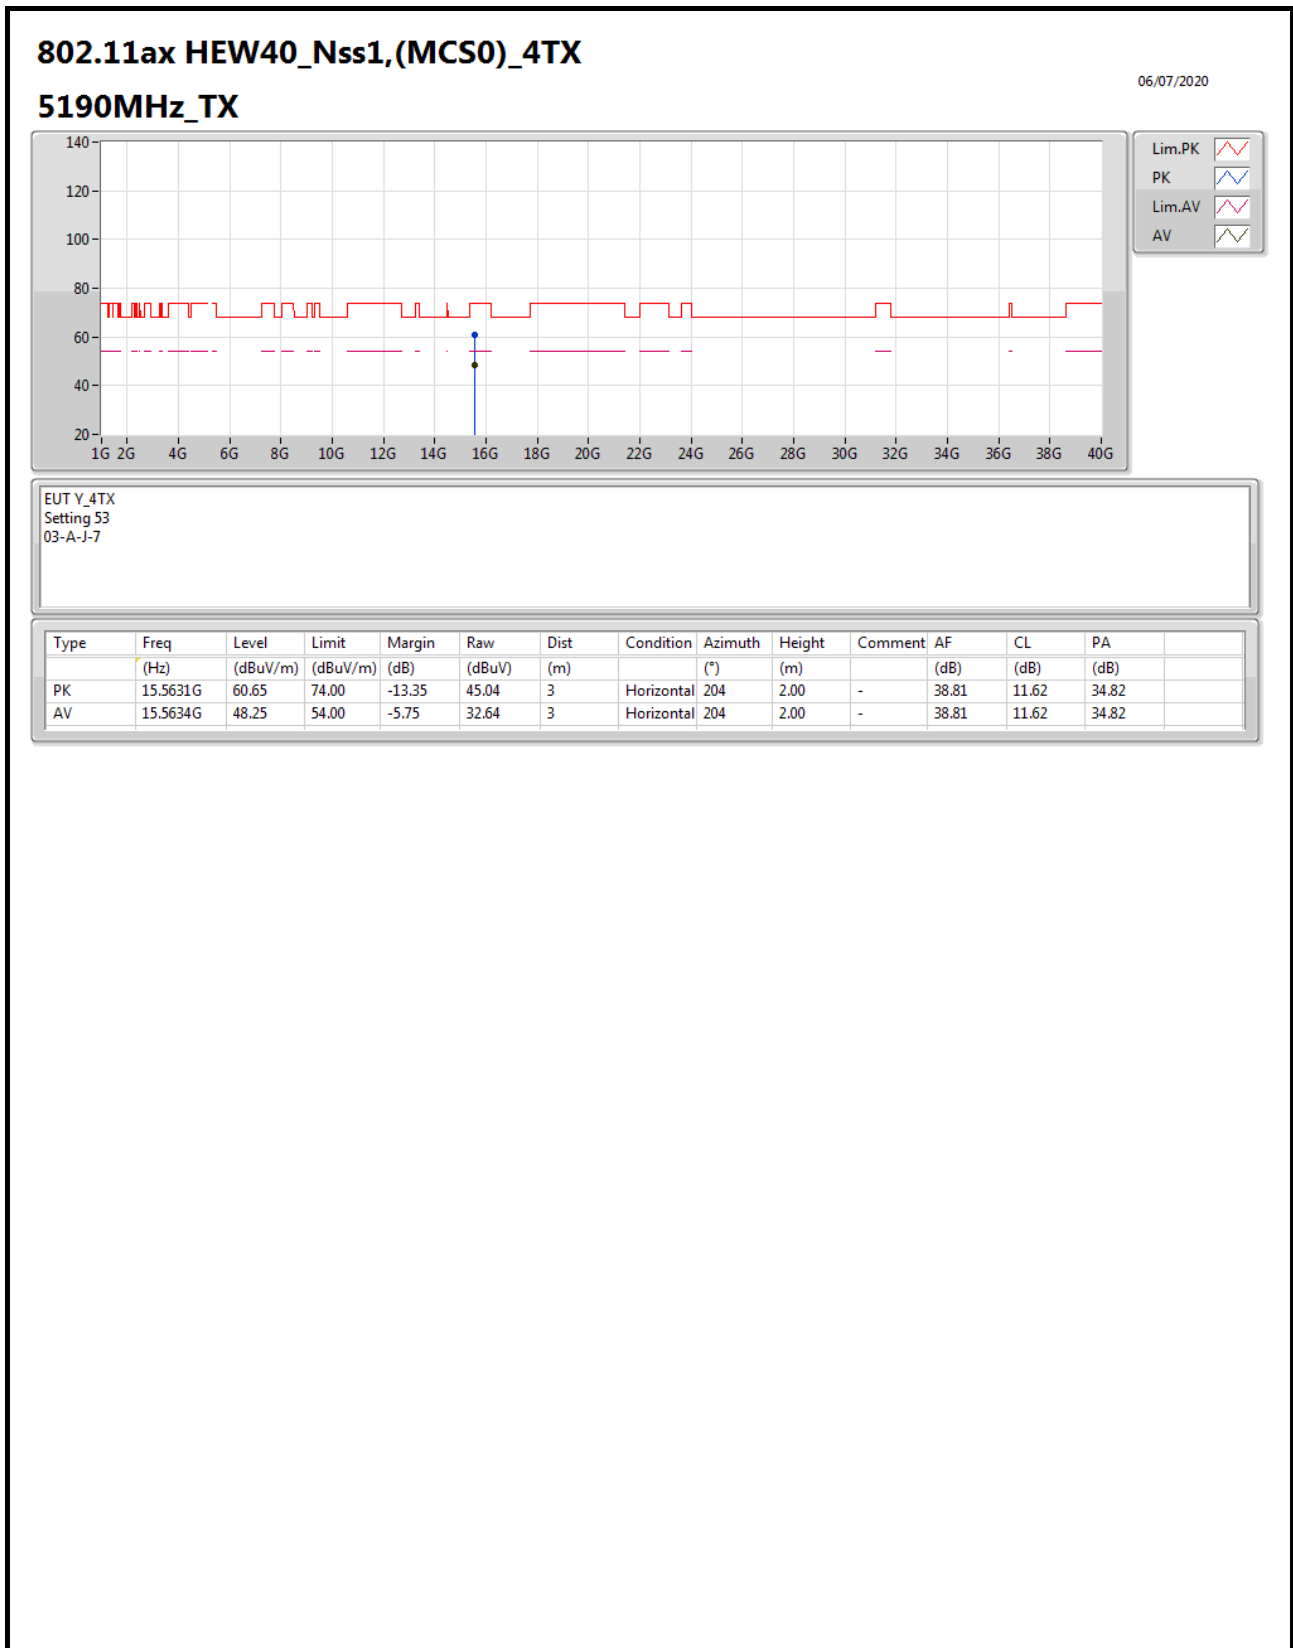 802.11ax HEW40_Nss1,(MCS0)_4TX
06/07/2020
5190MHz_TX
140
120
100
80
60
40
20
1G 2G 4G 6G 8G 10G 12G 14G 16G 18G 20G 22G 24G 26G 28G 30G 32G 34G 36G 38G 40G
Lim.PK
PK
Lim.AV
AV
EUT Y_4TX
Setting 53
03-A-J-7
Type Freq Level Limit Margin Raw Dist Condition Azimuth Height Comment AF CL PA
(Hz) (dBuV/m) (dBuV/m) (dB) (dBuV) (m) (°) (m) (dB) (dB) (dB)
PK 15.5631G 60.65 74.00 -13.35 45.04 3 Horizontal 204 2.00 - 38.81 11.62 34.82
AV 15.5634G 48.25 54.00 -5.75 32.64 3 Horizontal 204 2.00 - 38.81 11.62 34.82